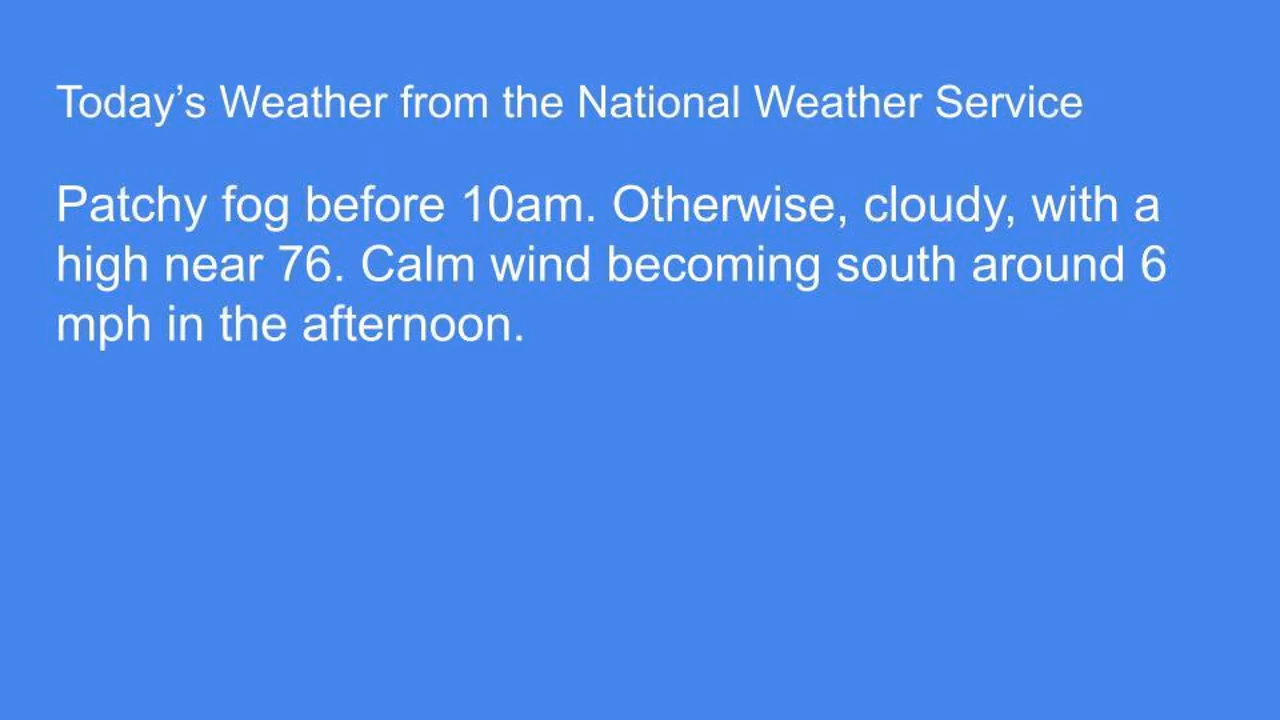 Today’s Weather from the National Weather Service
Patchy fog before 10am. Otherwise, cloudy, with a
high near 76. Calm wind becoming south around 6
mph in the afternoon.